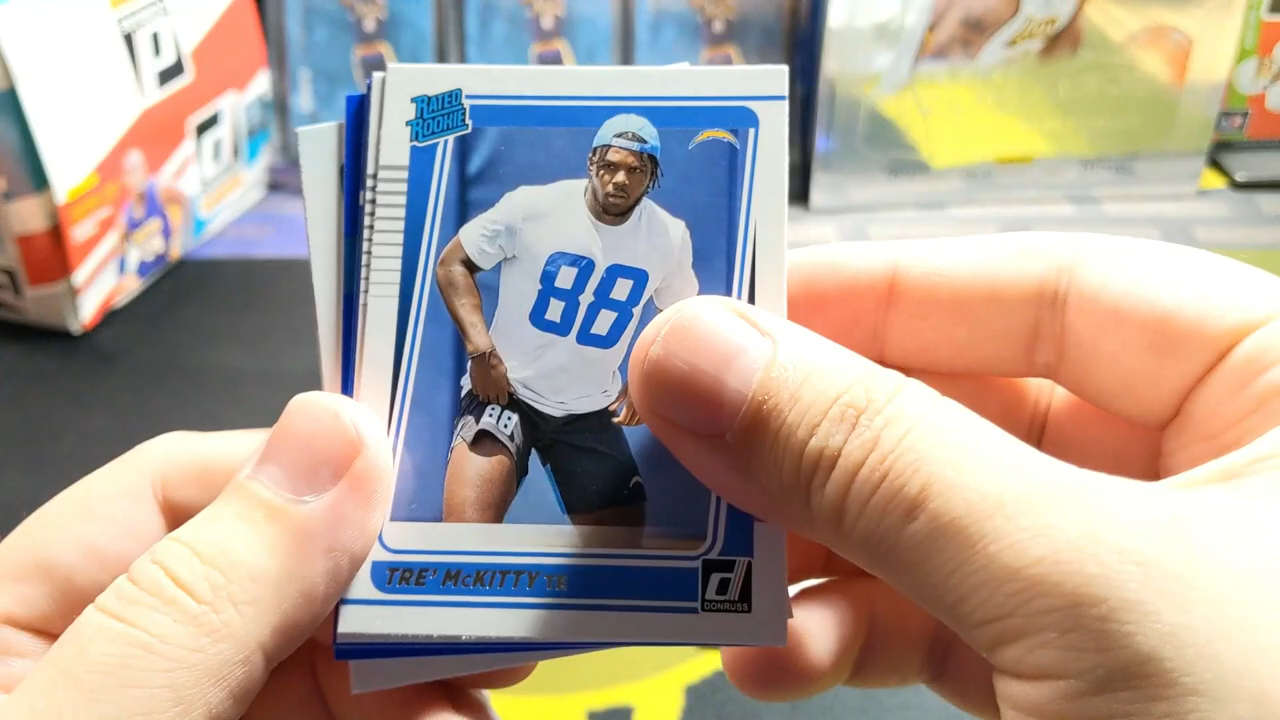 RATED
ROOKIE
88
88
TRE' McKITTY TE
DONRUSS